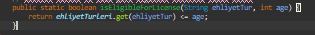 public static boolean isEligibleForLicense(String ehliyetTur, int age) {
return ehliyetTurleri.get(ehliyetTur) <= age;
}